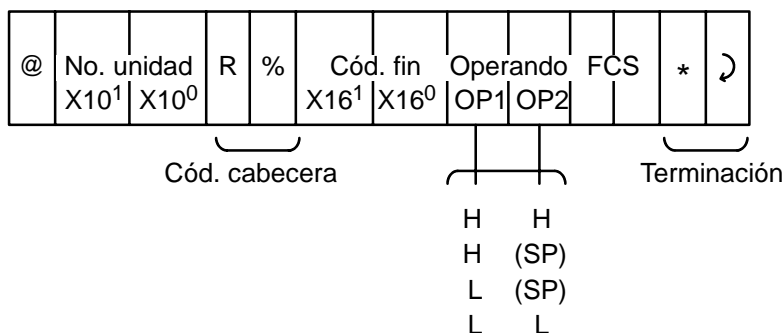 @ No. unidad R % Cód. fin Operando FCS * ⤸
X10¹ X10⁰ X16¹ X16⁰ OP1 OP2
Cód. cabecera Terminación
H H
H (SP)
L (SP)
L L